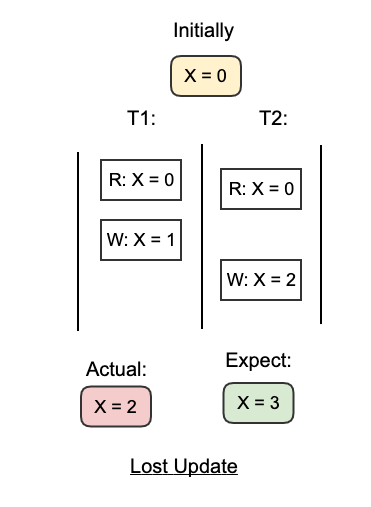 Initially
X = 0
T1:
T2:
R: X = 0
R: X = 0
W: X = 1
W: X = 2
Actual:
Expect:
X = 2
X = 3
Lost Update